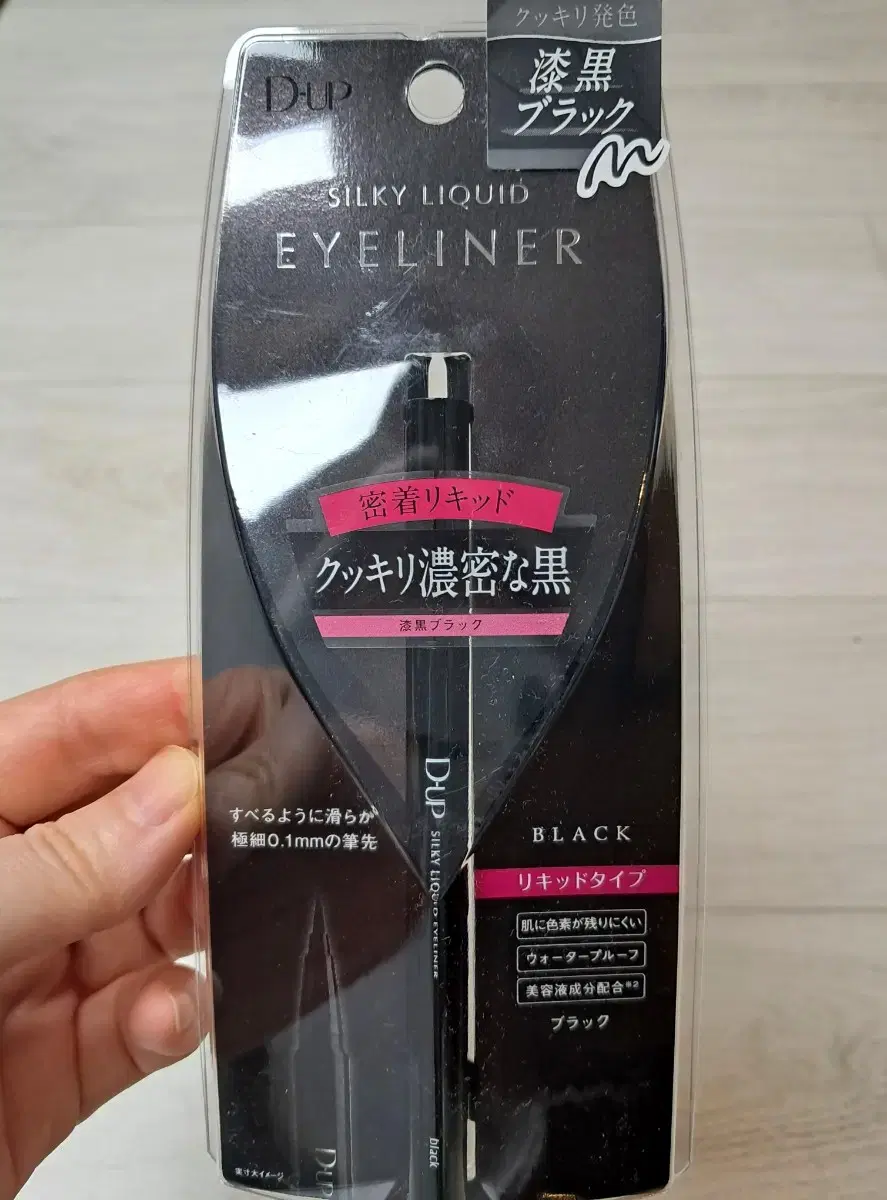 クッキリ発色
漆黒
ブラック
D-UP
SILKY LIQUID
EYELINER
密着リキッド
クッキリ濃密な黒
漆黒ブラック
D-UP SILKY LIQUID EYELINER
black
すべるように滑らか
極細0.1mmの筆先
BLACK
リキッドタイプ
肌に色素が残りにくい
ウォータープルーフ
美容液成分配合※2
ブラック
D-UP
実寸大イメージ